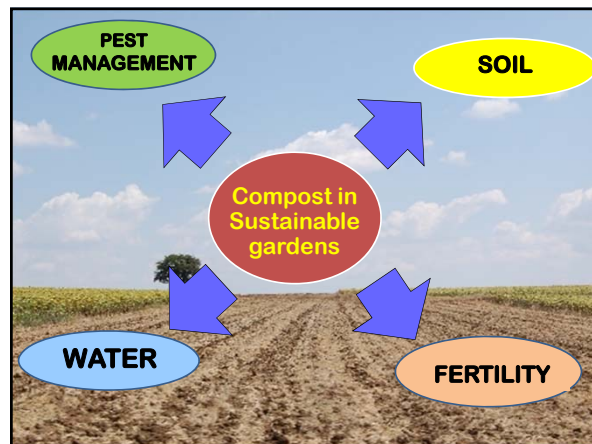 PEST
MANAGEMENT
SOIL
Compost in
Sustainable
gardens
WATER
FERTILITY